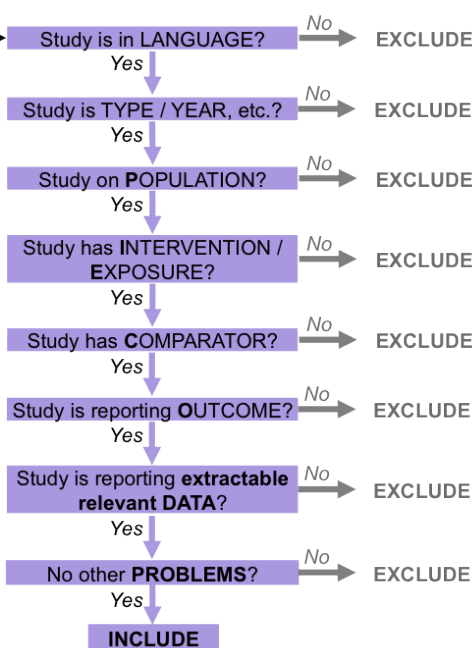 Study is in LANGUAGE?
No
EXCLUDE
Yes
Study is TYPE / YEAR, etc.?
No
EXCLUDE
Yes
Study on POPULATION?
No
EXCLUDE
Yes
Study has INTERVENTION /
EXPOSURE?
No
EXCLUDE
Yes
Study has COMPARATOR?
No
EXCLUDE
Yes
Study is reporting OUTCOME?
No
EXCLUDE
Yes
Study is reporting extractable
relevant DATA?
No
EXCLUDE
Yes
No other PROBLEMS?
No
EXCLUDE
Yes
INCLUDE